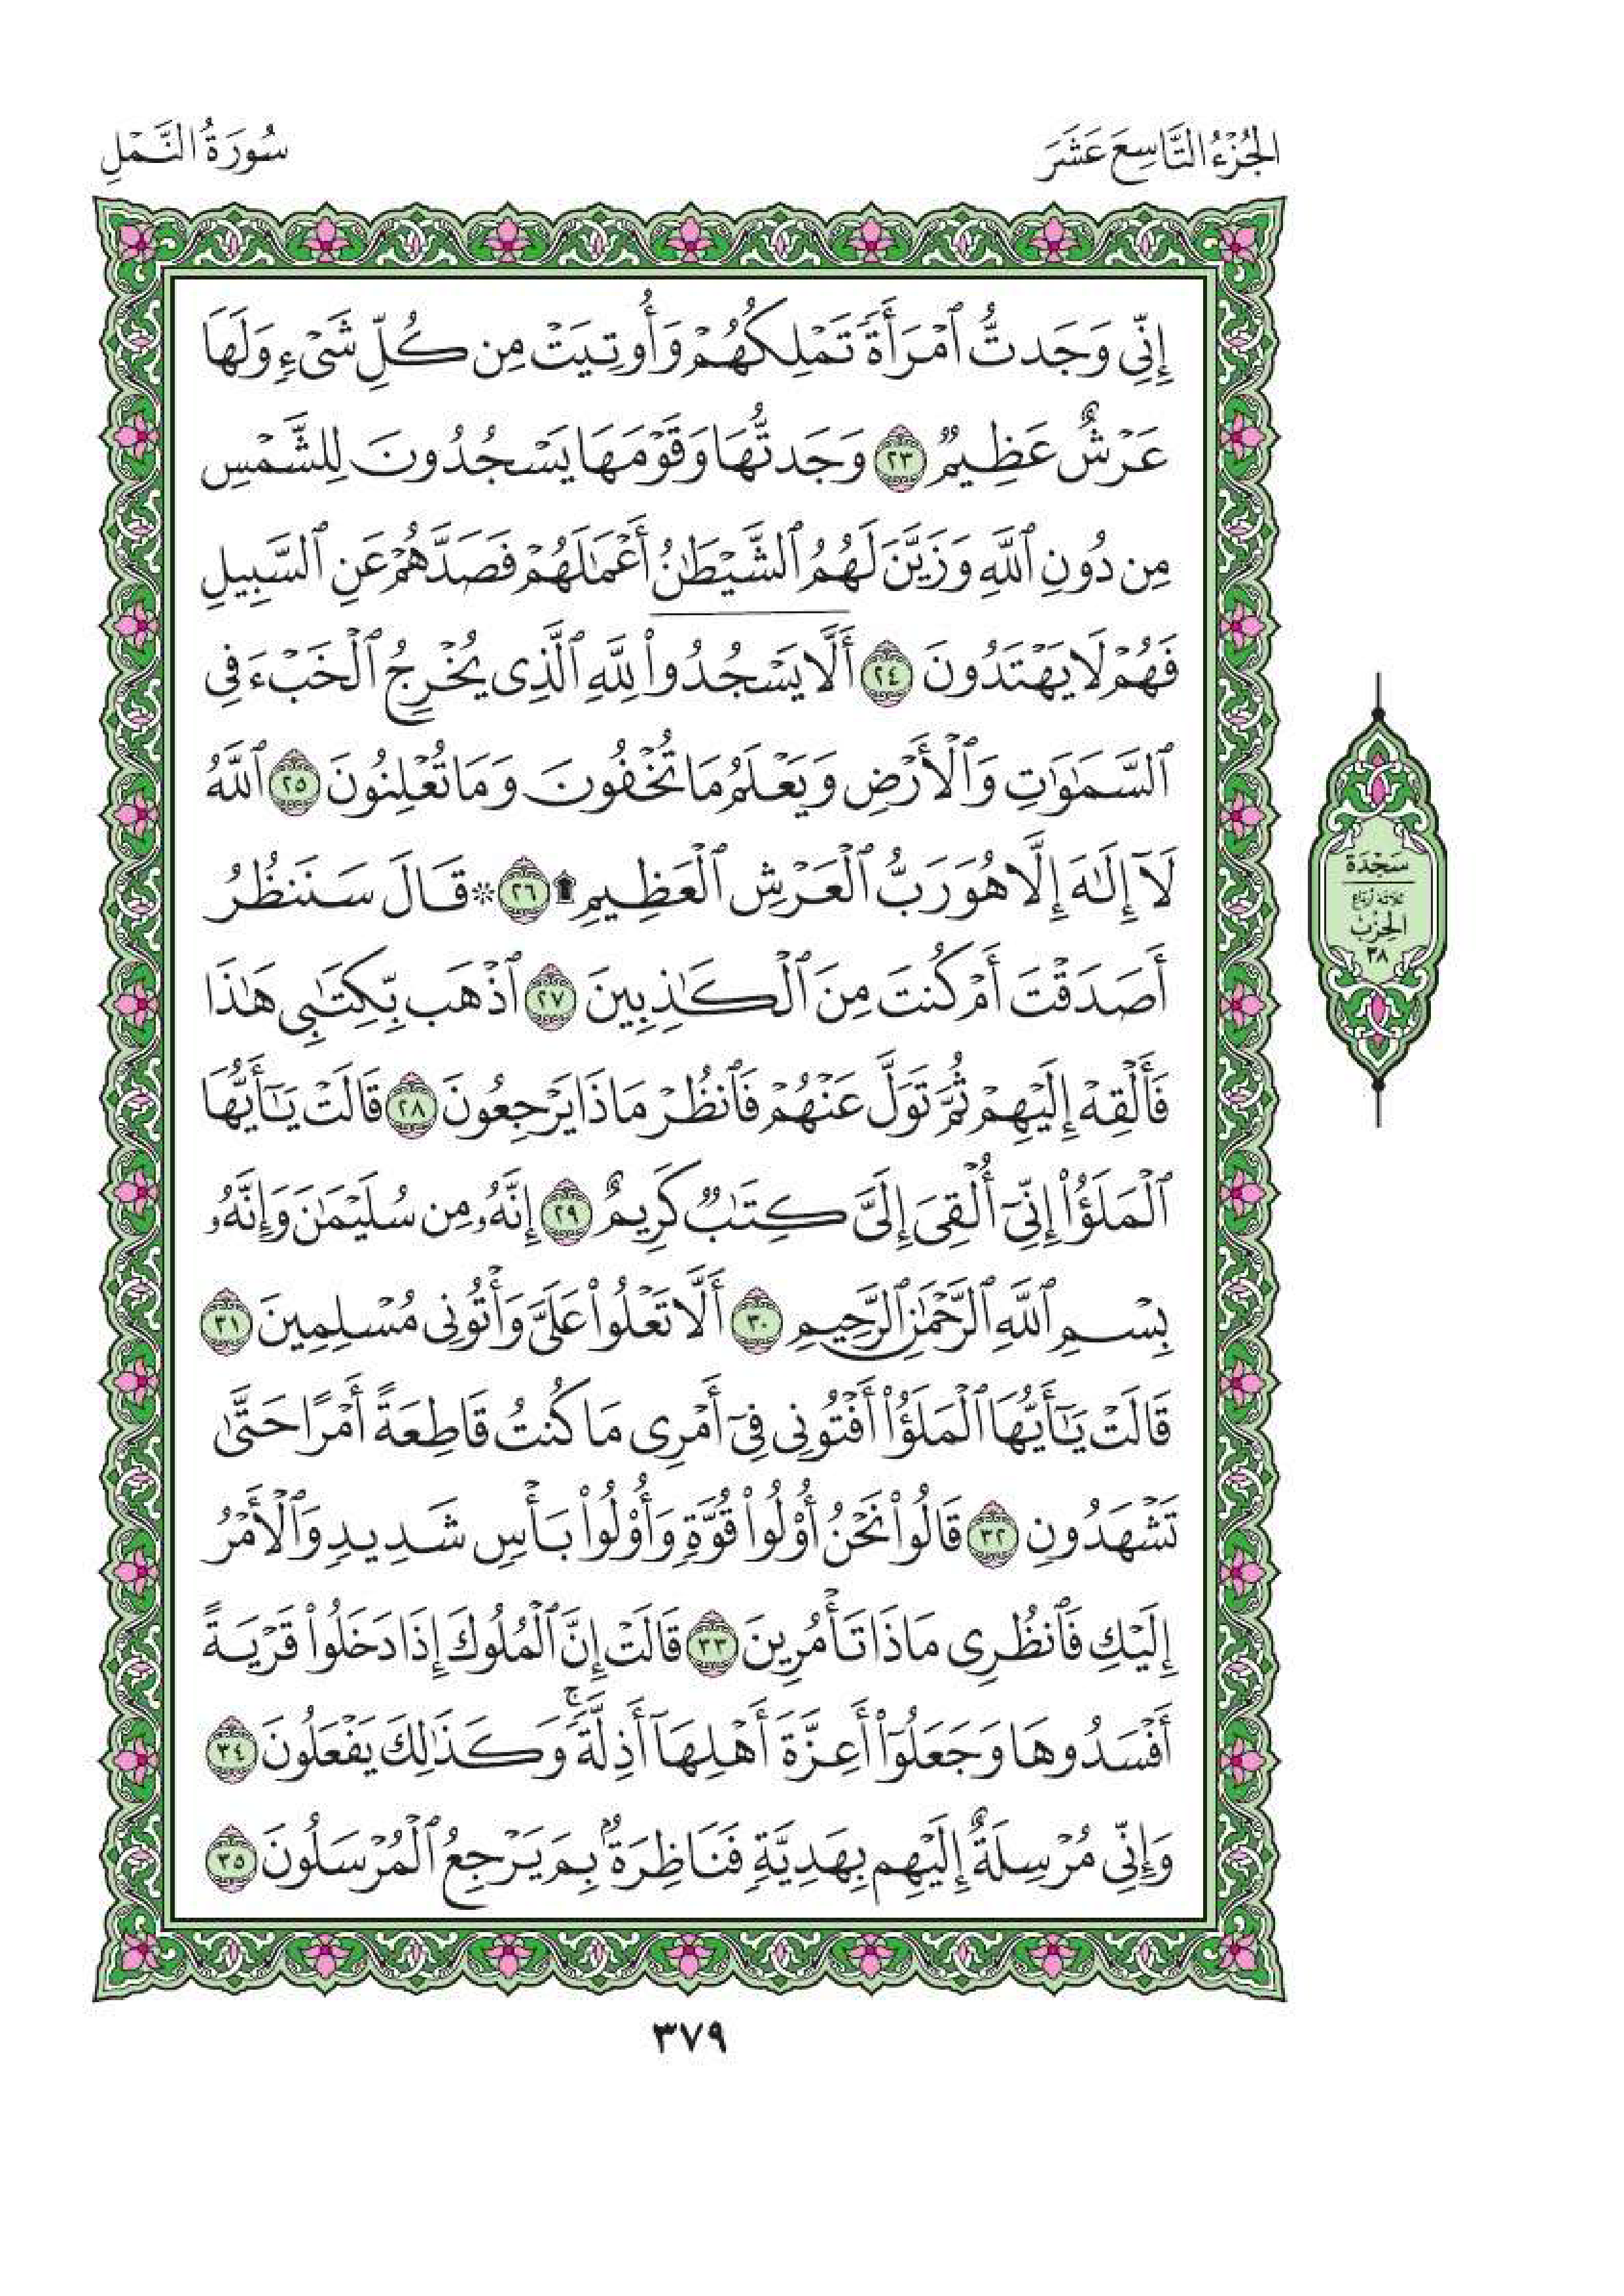 الجُزْءُ التَّاسِعَ عَشَرَ
سُورَةُ النَّمْلِ
إِنِّي وَجَدتُّ ٱمۡرَأَةٗ تَمۡلِكُهُمۡ وَأُوتِيَتۡ مِن كُلِّ شَيۡءٖ وَلَهَا
عَرۡشٌ عَظِيمٞ ٢٣ وَجَدتُّهَا وَقَوۡمَهَا يَسۡجُدُونَ لِلشَّمۡسِ
مِن دُونِ ٱللَّهِ وَزَيَّنَ لَهُمُ ٱلشَّيۡطَٰنُ أَعۡمَٰلَهُمۡ فَصَدَّهُمۡ عَنِ ٱلسَّبِيلِ
فَهُمۡ لَا يَهۡتَدُونَ ٢٤ أَلَّاۤ يَسۡجُدُواْۤ لِلَّهِ ٱلَّذِي يُخۡرِجُ ٱلۡخَبۡءَ فِي
ٱلسَّمَٰوَٰتِ وَٱلۡأَرۡضِ وَيَعۡلَمُ مَا تُخۡفُونَ وَمَا تُعۡلِنُونَ ٢٥ ٱللَّهُ
لَآ إِلَٰهَ إِلَّا هُوَ رَبُّ ٱلۡعَرۡشِ ٱلۡعَظِيمِ۩ ٢٦ ۞ قَالَ سَنَنظُرُ
أَصَدَقۡتَ أَمۡ كُنتَ مِنَ ٱلۡكَٰذِبِينَ ٢٧ ٱذۡهَب بِّكِتَٰبِي هَٰذَا
فَأَلۡقِهۡ إِلَيۡهِمۡ ثُمَّ تَوَلَّ عَنۡهُمۡ فَٱنظُرۡ مَاذَا يَرۡجِعُونَ ٢٨ قَالَتۡ يَٰٓأَيُّهَا
ٱلۡمَلَؤُاْ إِنِّيٓ أُلۡقِيَ إِلَيَّ كِتَٰبٞ كَرِيمٌ ٢٩ إِنَّهُۥ مِن سُلَيۡمَٰنَ وَإِنَّهُۥ
بِسۡمِ ٱللَّهِ ٱلرَّحۡمَٰنِ ٱلرَّحِيمِ ٣٠ أَلَّا تَعۡلُواْ عَلَيَّ وَأۡتُونِي مُسۡلِمِينَ ٣١
قَالَتۡ يَٰٓأَيُّهَا ٱلۡمَلَؤُاْ أَفۡتُونِي فِيٓ أَمۡرِي مَا كُنتُ قَاطِعَةً أَمۡرًا حَتَّىٰ
تَشۡهَدُونِ ٣٢ قَالُواْ نَحۡنُ أُوْلُواْ قُوَّةٖ وَأُوْلُواْ بَأۡسٖ شَدِيدٖ وَٱلۡأَمۡرُ
إِلَيۡكِ فَٱنظُرِي مَاذَا تَأۡمُرِينَ ٣٣ قَالَتۡ إِنَّ ٱلۡمُلُوكَ إِذَا دَخَلُواْ قَرۡيَةً
أَفۡسَدُوهَا وَجَعَلُوٓاْ أَعِزَّةَ أَهۡلِهَآ أَذِلَّةٗۚ وَكَذَٰلِكَ يَفۡعَلُونَ ٣٤
وَإِنِّي مُرۡسِلَةٌ إِلَيۡهِم بِهَدِيَّةٖ فَنَاظِرَةُۢ بِمَ يَرۡجِعُ ٱلۡمُرۡسَلُونَ ٣٥
سَجْدَة
ثلاثة أرباع
الحِزْب
٣٨
٣٧٩